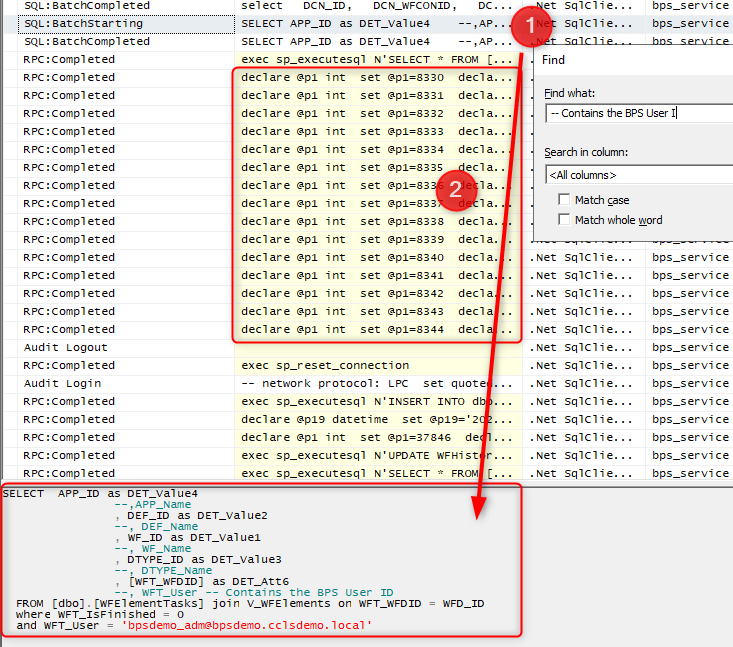 SQL:BatchCompleted select DCN_ID, DCN_WFCONID, DC... .Net SqlClie... bps_service
SQL:BatchStarting SELECT APP_ID as DET_Value4 --,AP... bps_service
SQL:BatchCompleted SELECT APP_ID as DET_Value4 --,AP... bps_service
1
RPC:Completed exec sp_executesql N'SELECT * FROM [...
Find
RPC:Completed declare @p1 int set @p1=8330 decla...
RPC:Completed declare @p1 int set @p1=8331 decla...
Find what:
RPC:Completed declare @p1 int set @p1=8332 decla...
-- Contains the BPS User I
RPC:Completed declare @p1 int set @p1=8333 decla...
RPC:Completed declare @p1 int set @p1=8334 decla...
Search in column:
RPC:Completed declare @p1 int set @p1=8335 decla...
<All columns>
RPC:Completed declare @p1 int set @p1=8336 decla...
2
RPC:Completed declare @p1 int set @p1=8337 decla...
Match case
RPC:Completed declare @p1 int set @p1=8338 decla...
Match whole word
RPC:Completed declare @p1 int set @p1=8339 decla... .Net SqlClie... bps_service
RPC:Completed declare @p1 int set @p1=8340 decla... .Net SqlClie... bps_service
RPC:Completed declare @p1 int set @p1=8341 decla... .Net SqlClie... bps_service
RPC:Completed declare @p1 int set @p1=8342 decla... .Net SqlClie... bps_service
RPC:Completed declare @p1 int set @p1=8343 decla... .Net SqlClie... bps_service
RPC:Completed declare @p1 int set @p1=8344 decla... .Net SqlClie... bps_service
Audit Logout .Net SqlClie... bps_service
RPC:Completed exec sp_reset_connection .Net SqlClie... bps_service
Audit Login -- network protocol: LPC set quoted... .Net SqlClie... bps_service
RPC:Completed exec sp_executesql N'INSERT INTO dbo... .Net SqlClie... bps_service
RPC:Completed declare @p19 datetime set @p19='202... .Net SqlClie... bps_service
RPC:Completed declare @p1 int set @p1=37846 decl... .Net SqlClie... bps_service
RPC:Completed exec sp_executesql N'UPDATE WFHistor... .Net SqlClie... bps_service
RPC:Completed exec sp_executesql N'SELECT * FROM [... .Net SqlClie... bps_service
SELECT APP_ID as DET_Value4
--,APP_Name
, DEF_ID as DET_Value2
--, DEF_Name
, WF_ID as DET_Value1
--, WF_Name
, DTYPE_ID as DET_Value3
--, DTYPE_Name
, [WFT_WFDID] as DET_Att6
--, WFT_User -- Contains the BPS User ID
FROM [dbo].[WFElementTasks] join V_WFElements on WFT_WFDID = WFD_ID
where WFT_IsFinished = 0
and WFT_User = 'bpsdemo_adm@bpsdemo.cclsdemo.local'